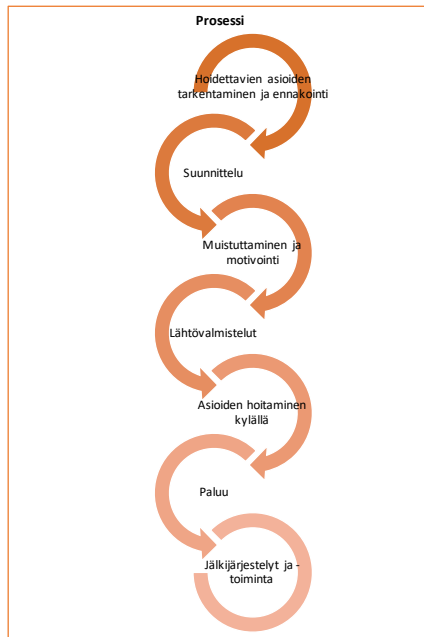 Prosessi
Hoidettavien asioiden
tarkentaminen ja ennakointi
Suunnittelu
Muistuttaminen ja
motivointi
Lähtövalmistelut
Asioiden hoitaminen
kylällä
Paluu
Jälkijärjestelyt ja -
toiminta